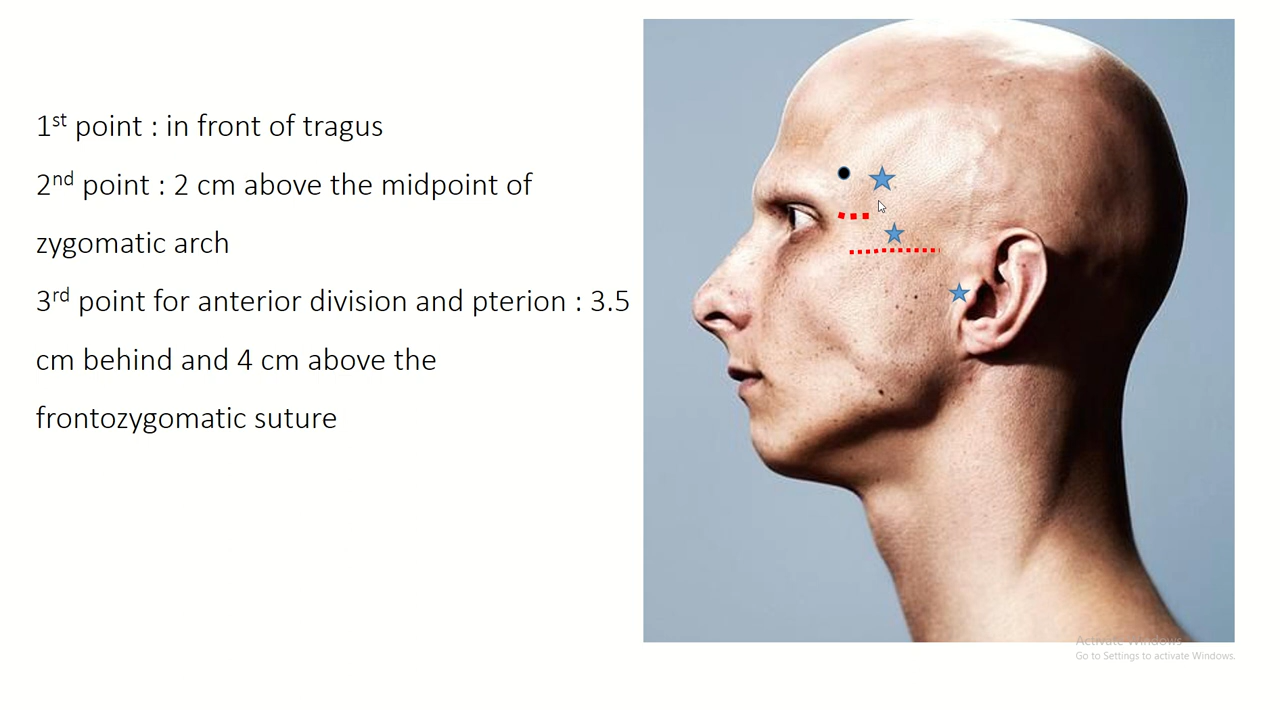 1st point : in front of tragus
2nd point : 2 cm above the midpoint of
zygomatic arch
3rd point for anterior division and pterion : 3.5
cm behind and 4 cm above the
frontozygomatic suture
Activate Windows
Go to Settings to activate Windows.